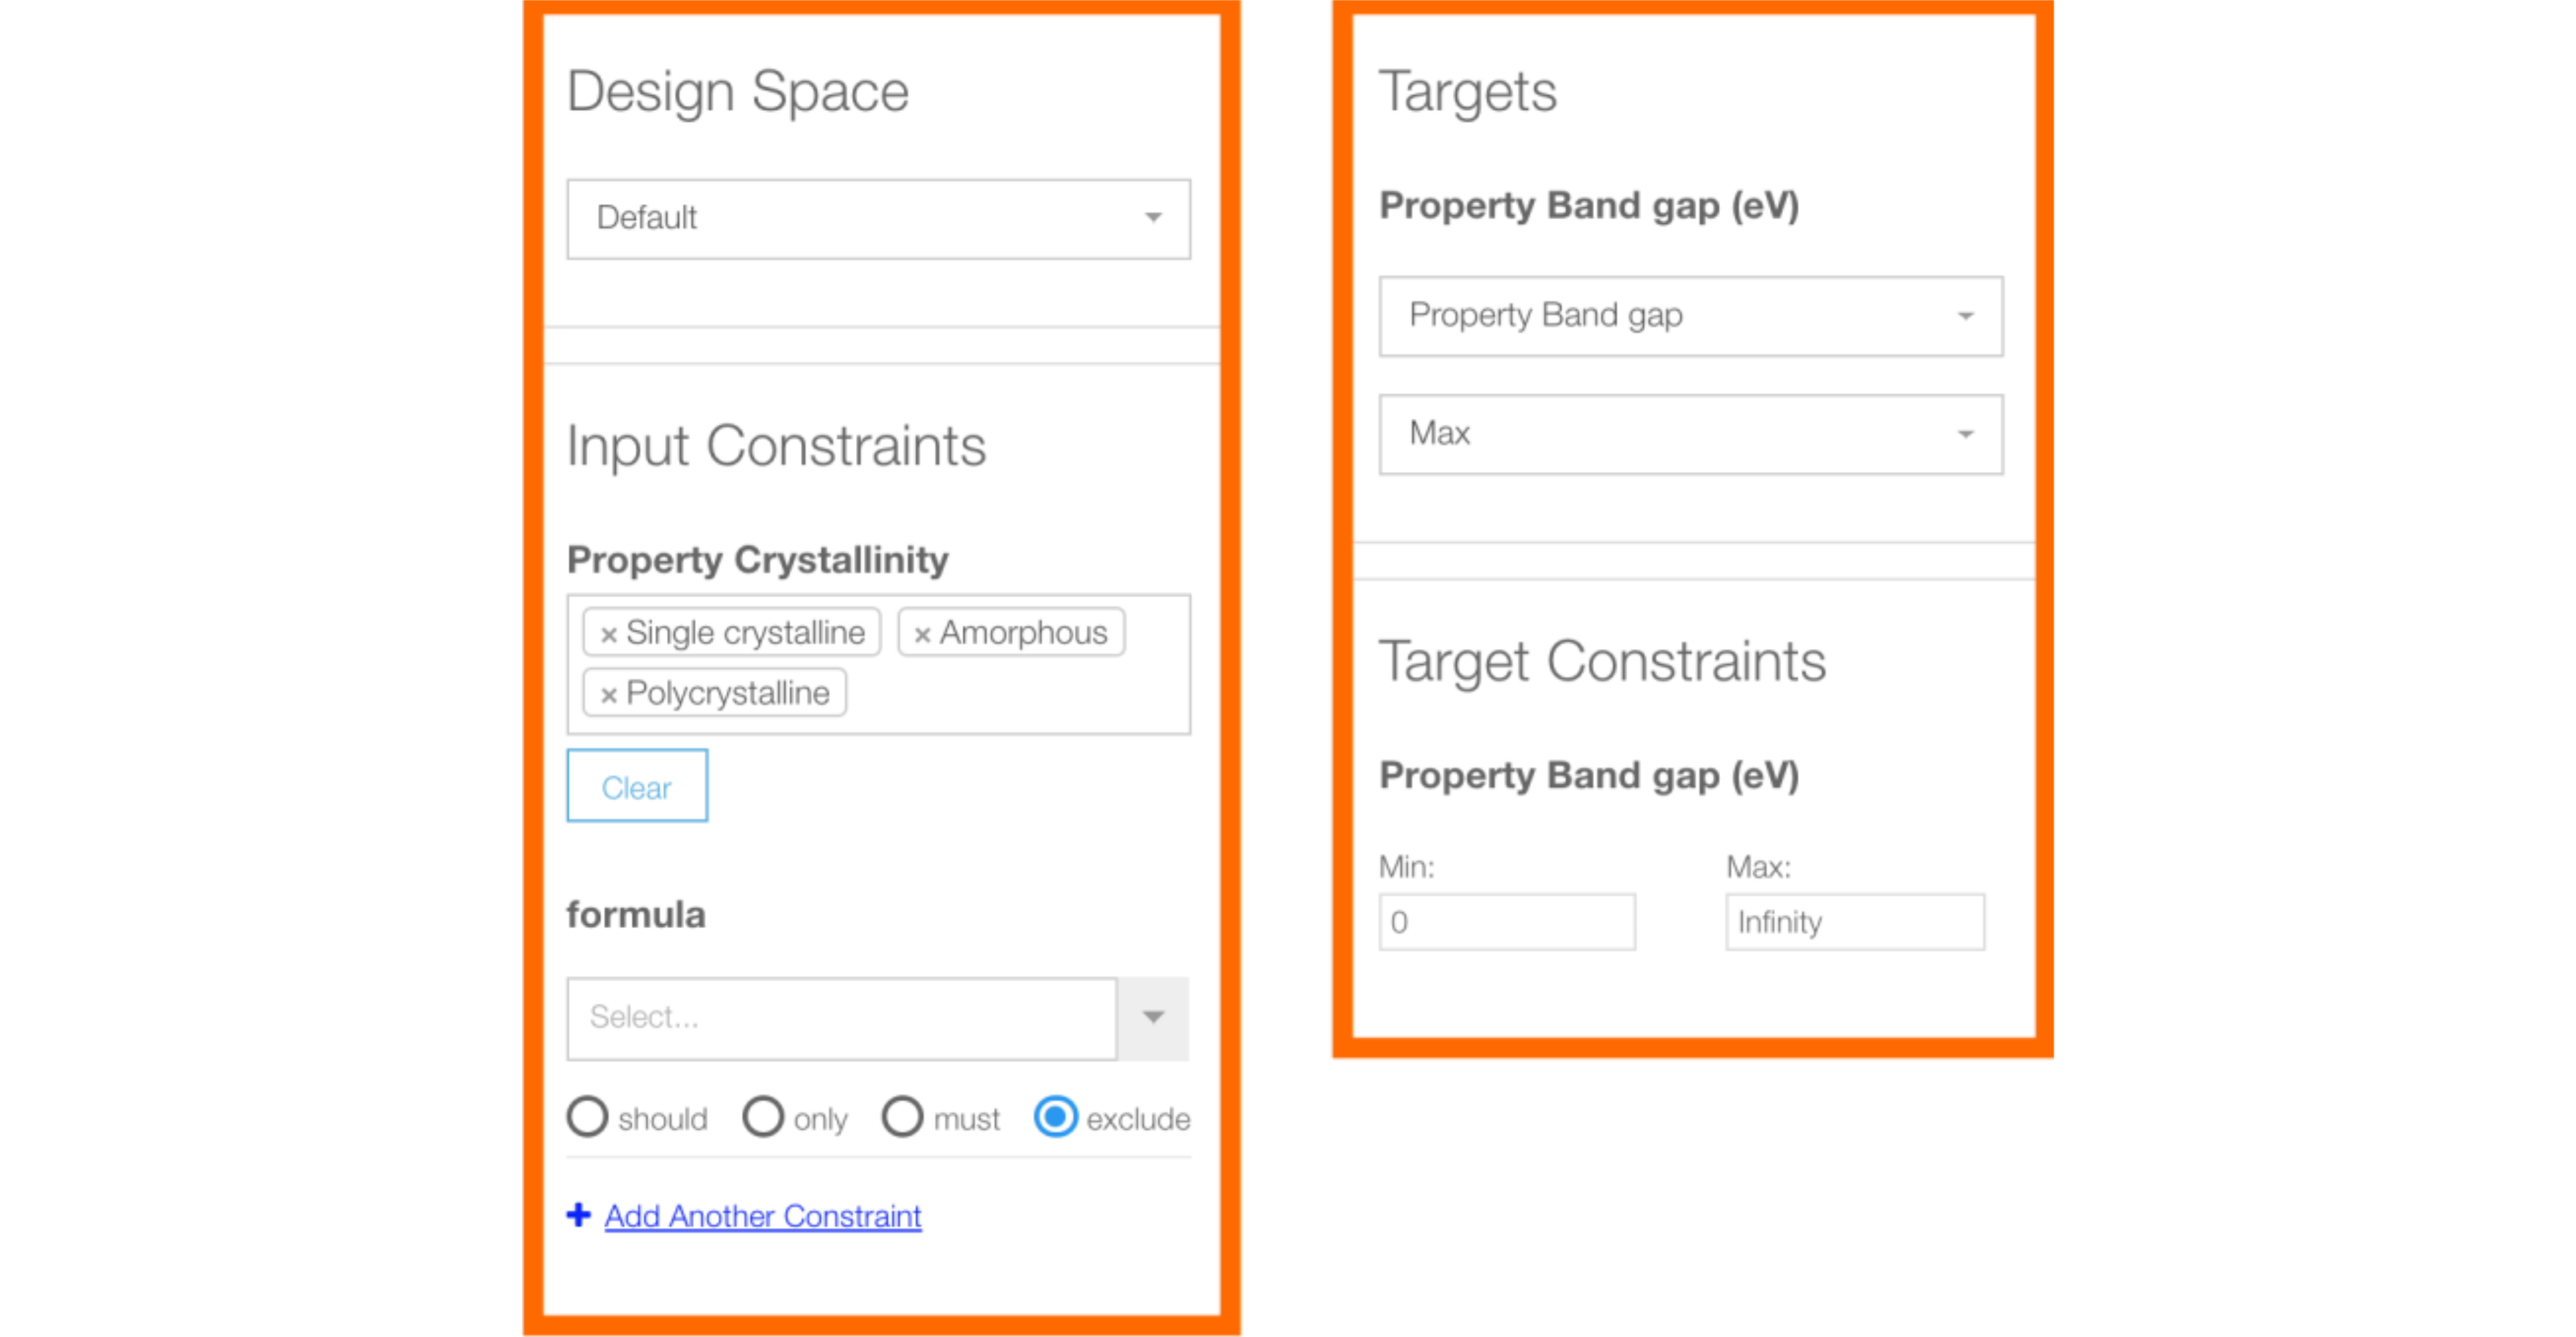 Design Space
Default
Input Constraints
Property Crystallinity
× Single crystalline × Amorphous
× Polycrystalline
Clear
formula
Select...
should only must exclude
+ Add Another Constraint
Targets
Property Band gap (eV)
Property Band gap
Max
Target Constraints
Property Band gap (eV)
Min: Max:
0 Infinity